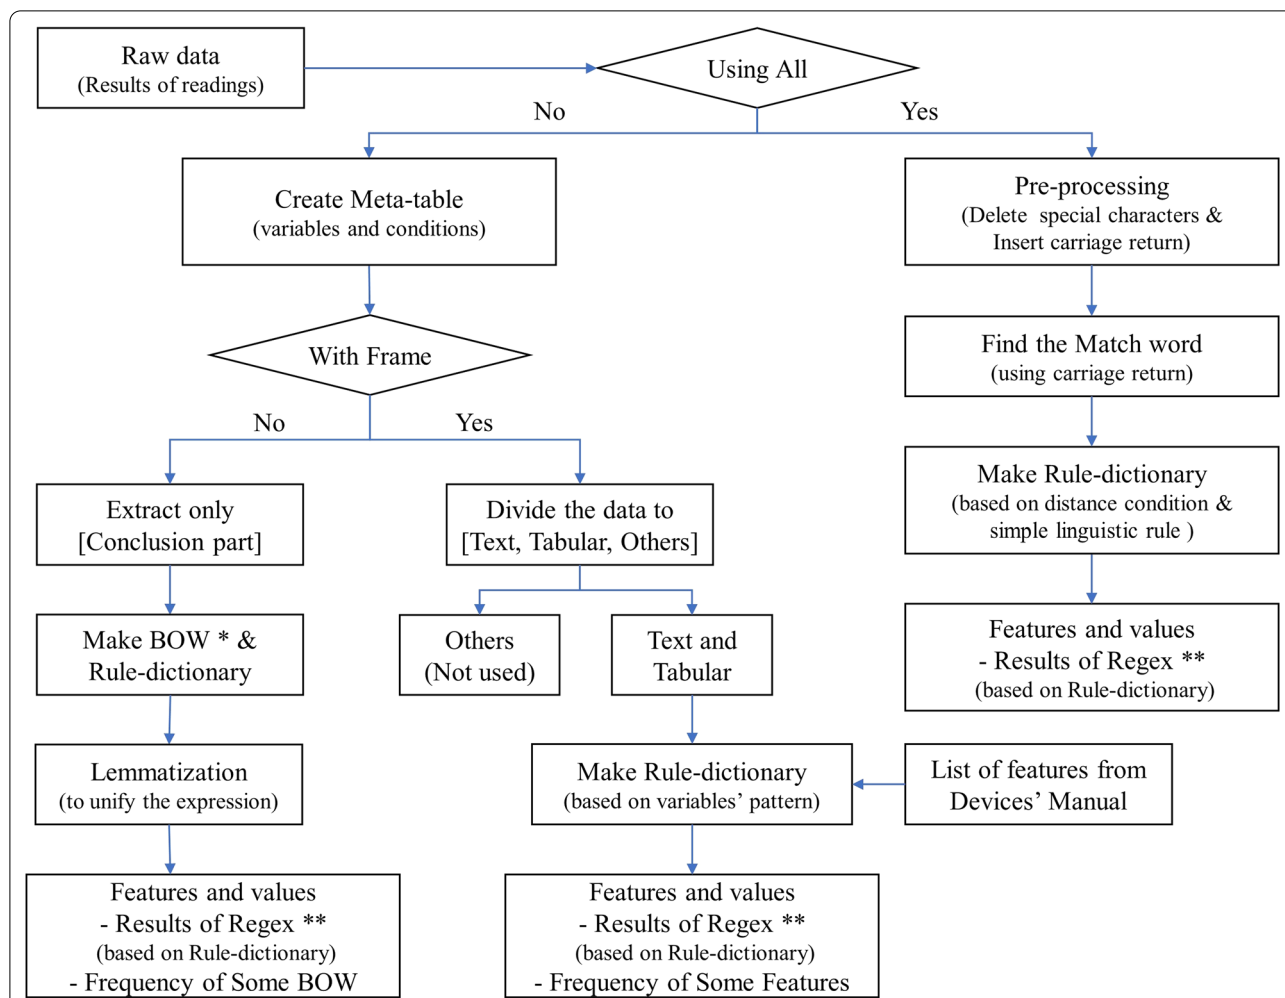 Raw data
(Results of readings)
Using All
No
Yes
Create Meta-table
(variables and conditions)
Pre-processing
(Delete special characters &
Insert carriage return)
With Frame
Find the Match word
(using carriage return)
No
Yes
Make Rule-dictionary
(based on distance condition &
simple linguistic rule )
Extract only
[Conclusion part]
Divide the data to
[Text, Tabular, Others]
Make BOW * &
Rule-dictionary
Others
(Not used)
Text and
Tabular
Features and values
- Results of Regex **
(based on Rule-dictionary)
Lemmatization
(to unify the expression)
Make Rule-dictionary
(based on variables' pattern)
List of features from
Devices' Manual
Features and values
- Results of Regex **
(based on Rule-dictionary)
- Frequency of Some BOW
Features and values
- Results of Regex **
(based on Rule-dictionary)
- Frequency of Some Features